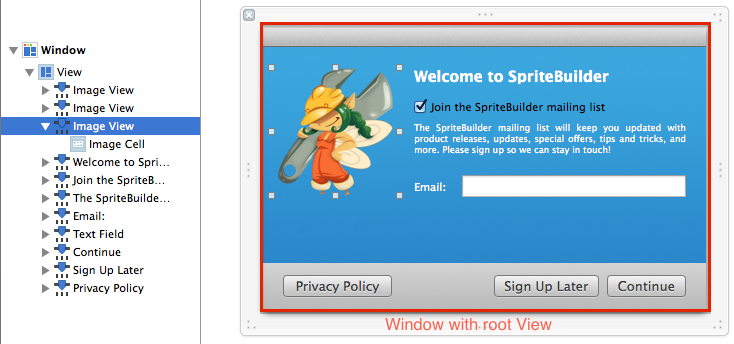 Window
View
Image View
Image View
Image View
Image Cell
Welcome to Spri...
Join the SpriteB...
The SpriteBuilde...
Email:
Text Field
Continue
Sign Up Later
Privacy Policy
Welcome to SpriteBuilder
Join the SpriteBuilder mailing list
The SpriteBuilder mailing list will keep you updated with
product releases, updates, special offers, tips and tricks, and
more. Please sign up so we can stay in touch!
Email:
Privacy Policy
Sign Up Later
Continue
Window with root View